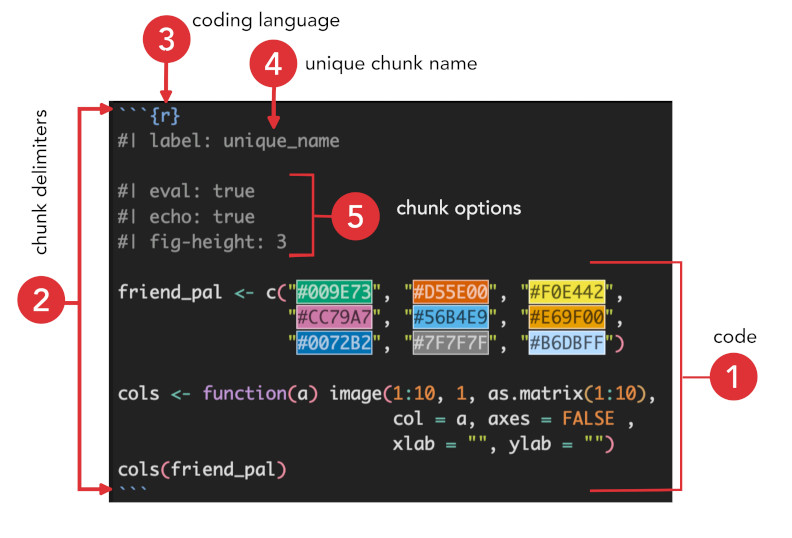 3 coding language
4 unique chunk name
chunk delimiters
2
```{r}
#| label: unique_name
#| eval: true
#| echo: true
#| fig-height: 3
5 chunk options
friend_pal <- c("#009E73", "#D55E00", "#F0E442",
"#CC79A7", "#56B4E9", "#E69F00",
"#0072B2", "#7F7F7F", "#B6DBFF")
code
1
cols <- function(a) image(1:10, 1, as.matrix(1:10),
col = a, axes = FALSE ,
xlab = "", ylab = "")
cols(friend_pal)
```